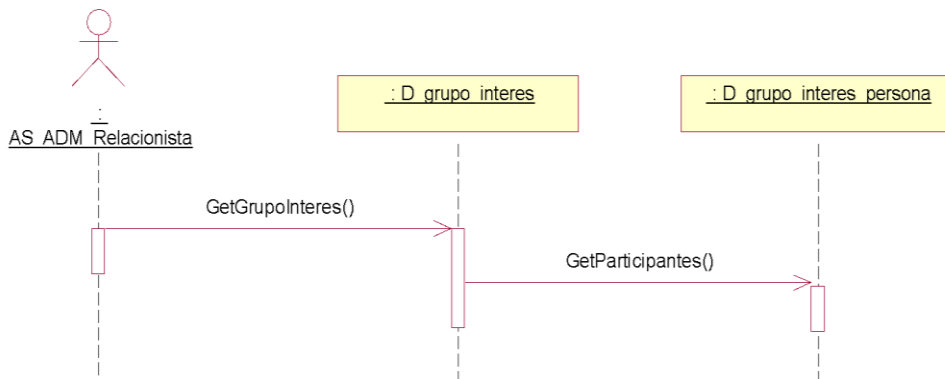 :
AS_ADM_Relacionista
: D_grupo_interes
: D_grupo_interes_persona
GetGrupoInteres()
GetParticipantes()